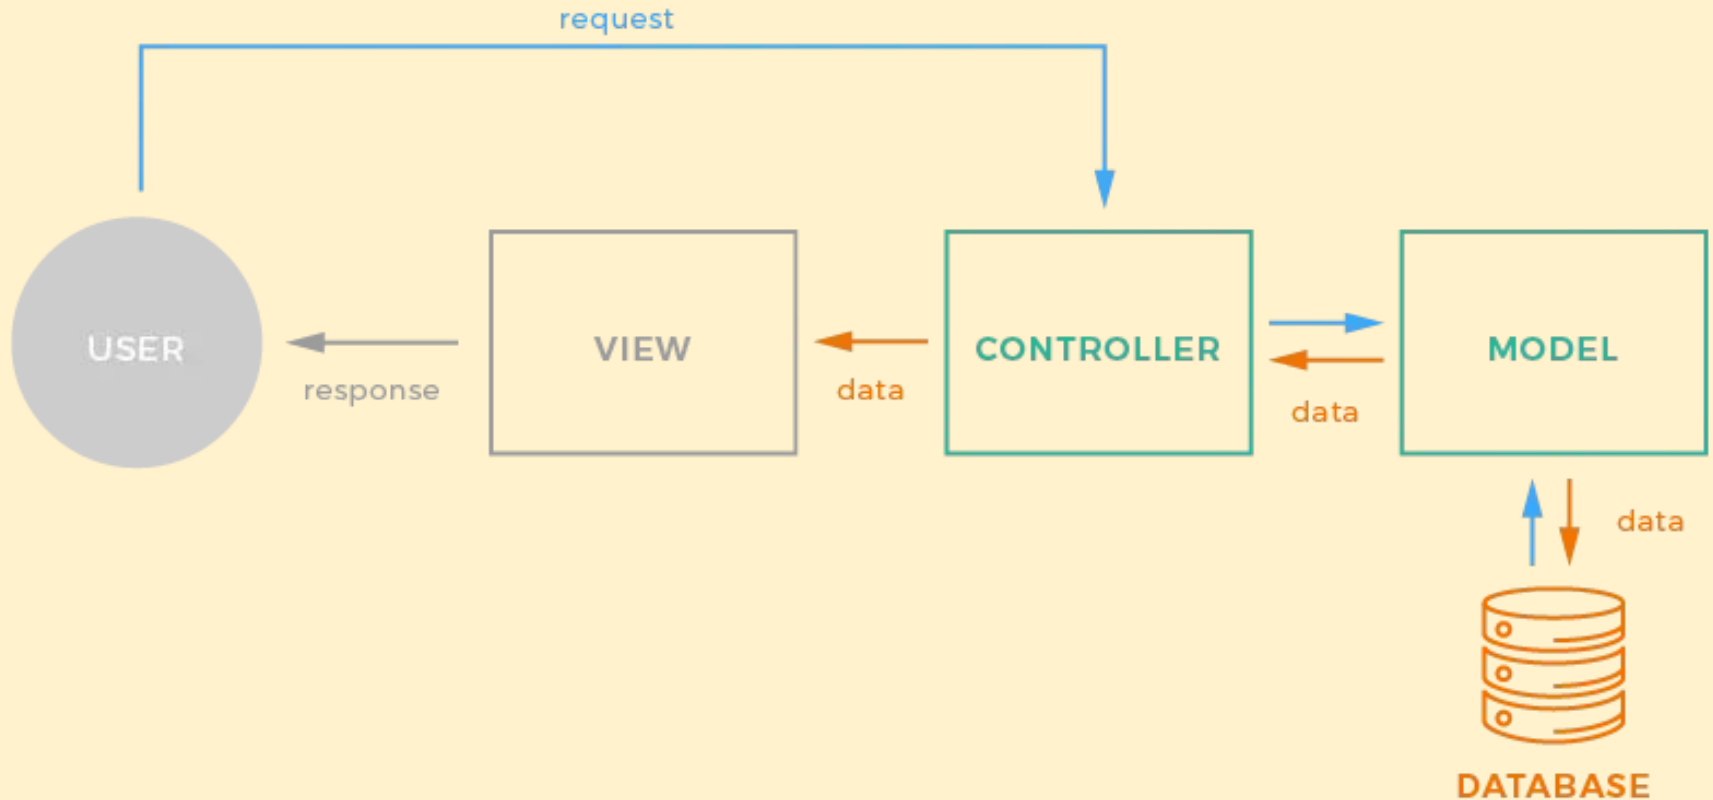 request
USER
VIEW
CONTROLLER
MODEL
response
data
data
data
DATABASE